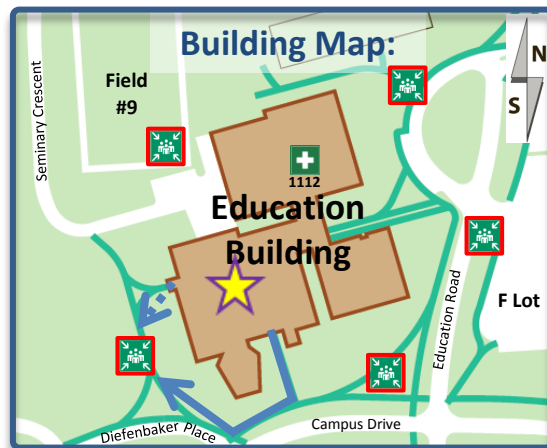 Building Map:
N
S
Field
#9
Seminary Crescent
1112
Education
Building
F Lot
Education Road
Campus Drive
Diefenbaker Place